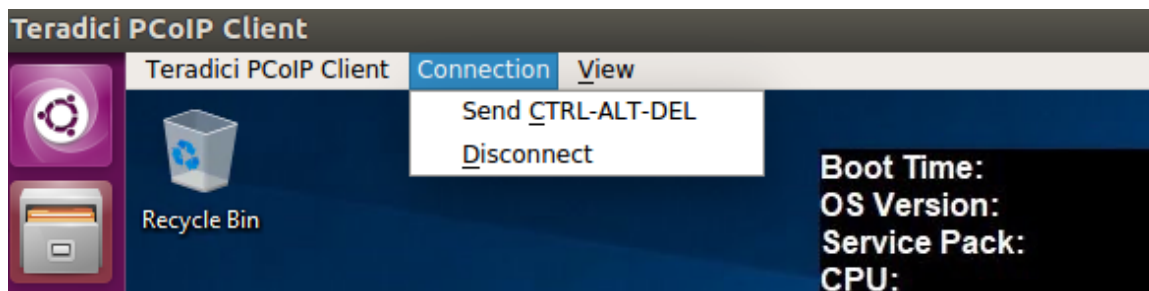 Teradici PCoIP Client
Teradici PCoIP Client Connection View
Send CTRL-ALT-DEL
Disconnect
Recycle Bin
Boot Time:
OS Version:
Service Pack:
CPU: